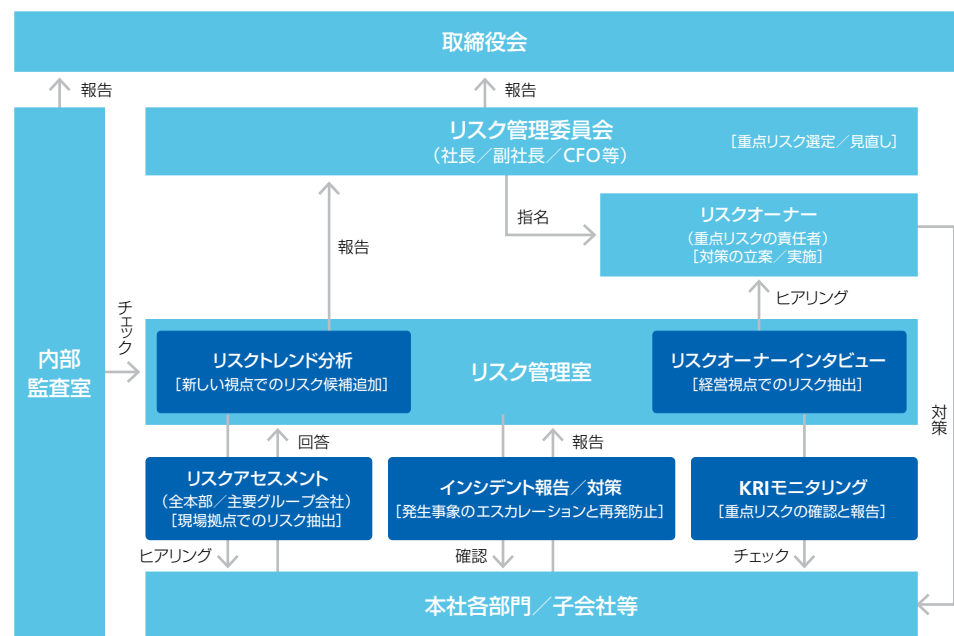 取締役会
報告
報告
リスク管理委員会
（社長／副社長／CFO等）
［重点リスク選定／見直し］
指名
リスクオーナー
（重点リスクの責任者）
［対策の立案／実施］
報告
ヒアリング
チェック
内部
監査室
リスクトレンド分析
［新しい視点でのリスク候補追加］
リスク管理室
リスクオーナーインタビュー
［経営視点でのリスク抽出］
対策
回答
報告
リスクアセスメント
（全本部／主要グループ会社）
［現場拠点でのリスク抽出］
インシデント報告／対策
［発生事象のエスカレーションと再発防止］
KRIモニタリング
［重点リスクの確認と報告］
ヒアリング
確認
チェック
本社各部門／子会社等